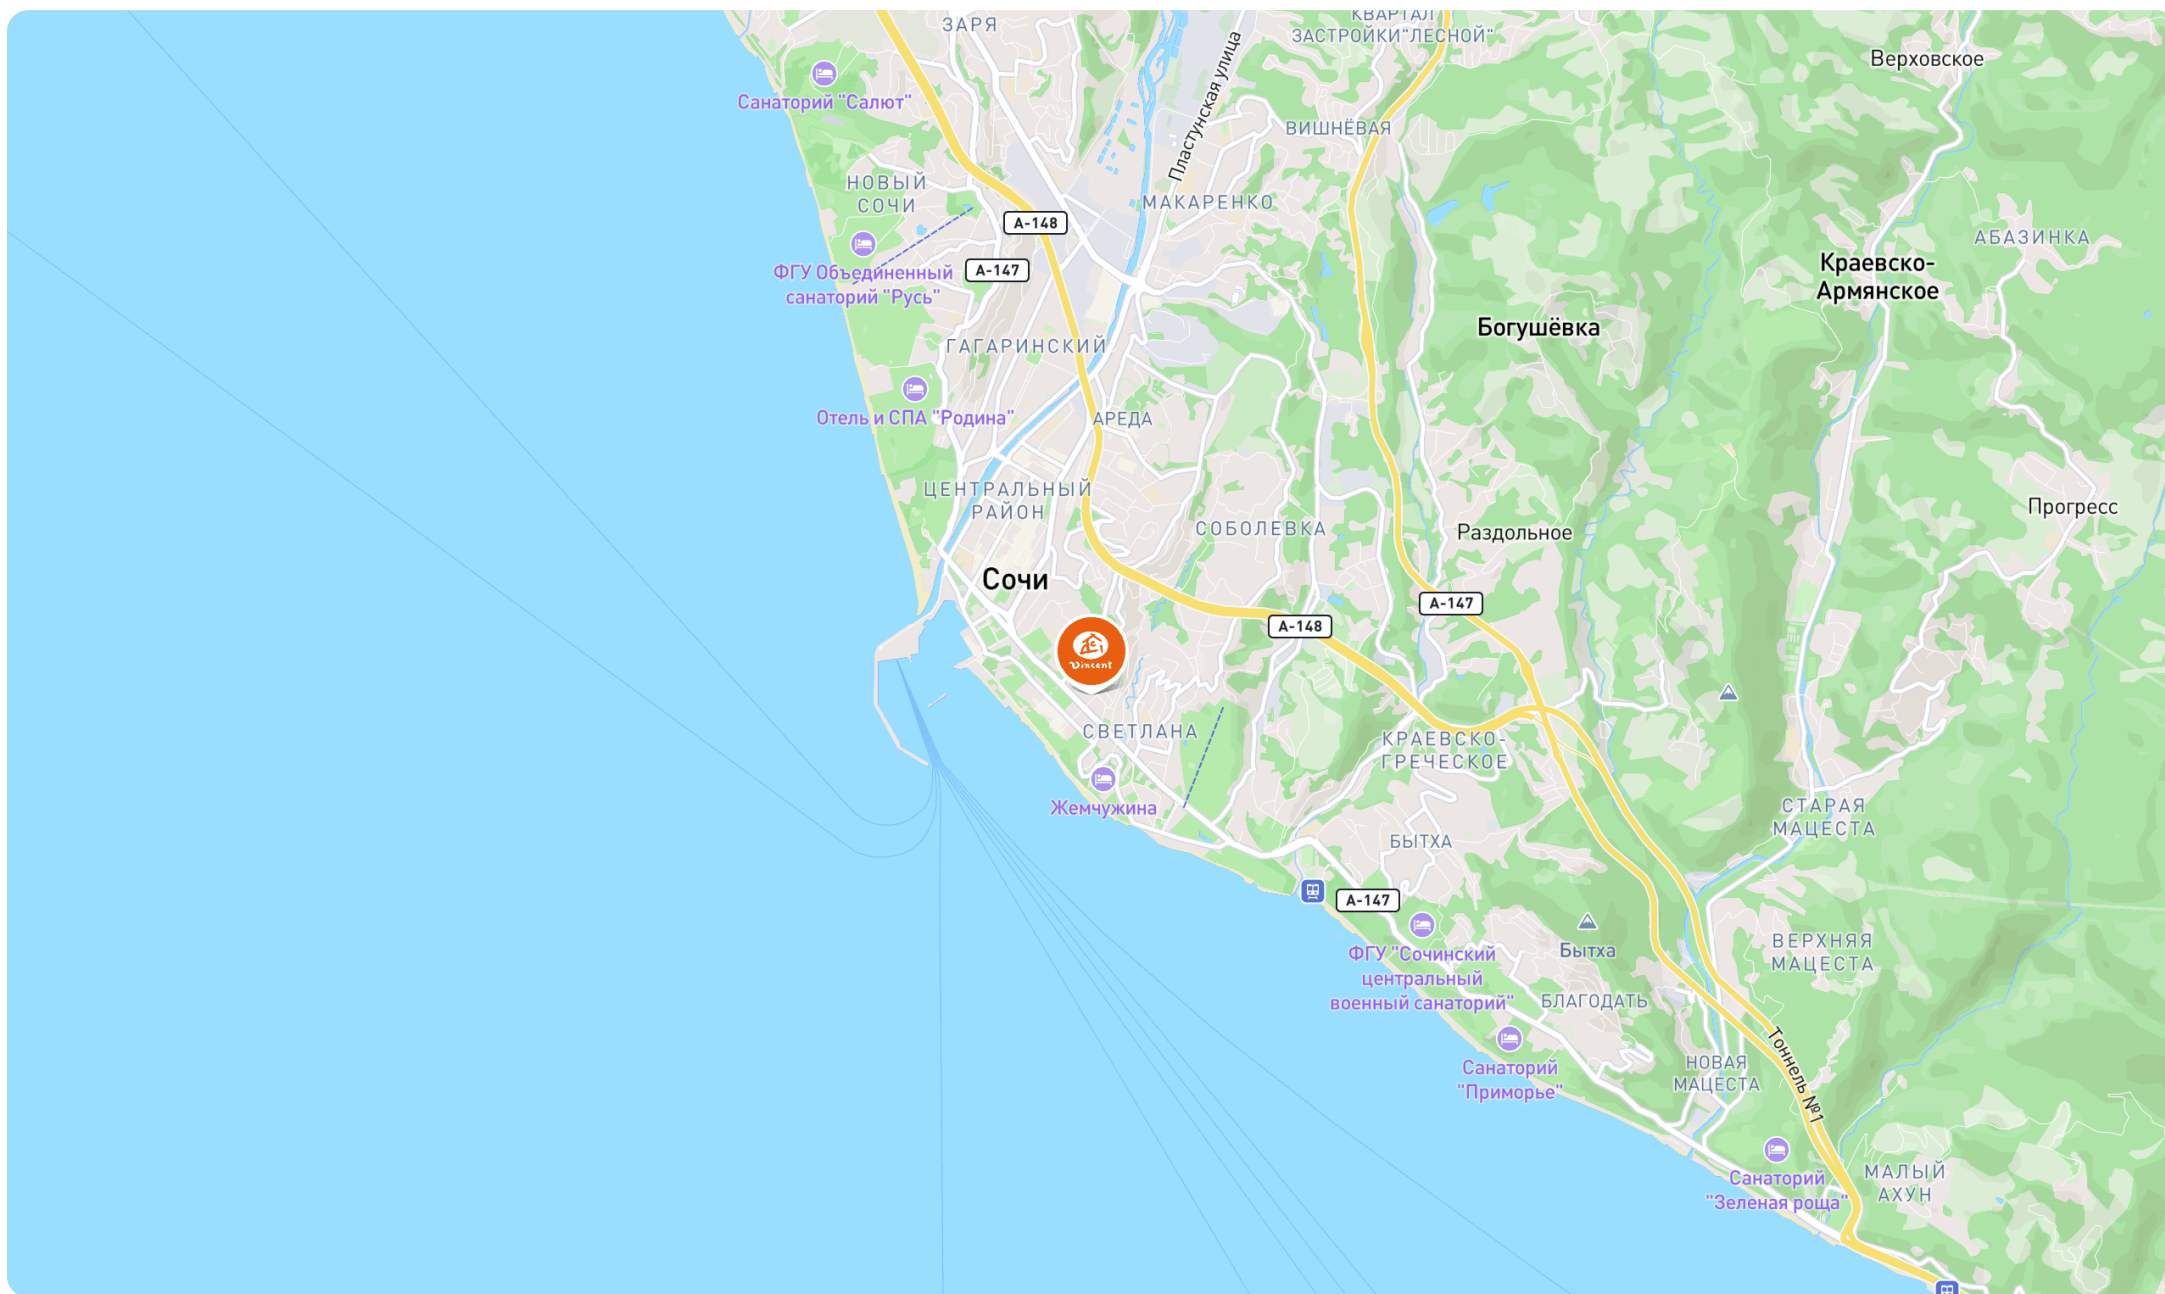 ЗАРЯ
КВАРТАЛ
ЗАСТРОЙКИ"ЛЕСНОЙ"
Верховское
Санаторий "Салют"
Пластунская улица
ВИШНЁВАЯ
НОВЫЙ
СОЧИ
МАКАРЕНКО
А-148
АБАЗИНКА
ФГУ Объединенный
санаторий "Русь"
А-147
Краевско-
Армянское
Богушёвка
ГАГАРИНСКИЙ
Отель и СПА "Родина"
АРЕДА
ЦЕНТРАЛЬНЫЙ
РАЙОН
СОБОЛЕВКА
Раздольное
Прогресс
Сочи
А-147
А-148
Vincent
СВЕТЛАНА
КРАЕВСКО-
ГРЕЧЕСКОЕ
Жемчужина
СТАРАЯ
МАЦЕСТА
БЫТХА
А-147
ФГУ "Сочинский
центральный
военный санаторий"
Бытха
ВЕРХНЯЯ
МАЦЕСТА
БЛАГОДАТЬ
Санаторий
"Приморье"
НОВАЯ
МАЦЕСТА
Тоннель №1
Санаторий
"Зеленая роща"
МАЛЫЙ
АХУН